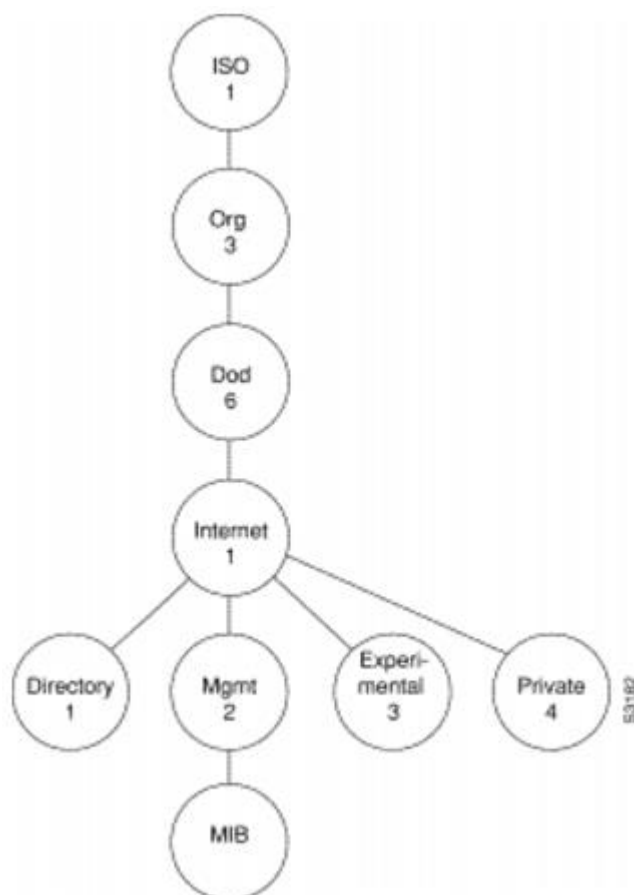 ISO
1
Org
3
Dod
6
Internet
1
Directory
1
Mgmt
2
Experi-
mental
3
Private
4
53182
MIB